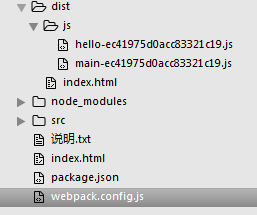 dist
js
hello-ec41975d0acc83321c19.js
main-ec41975d0acc83321c19.js
index.html
node_modules
src
说明.txt
index.html
package.json
webpack.config.js